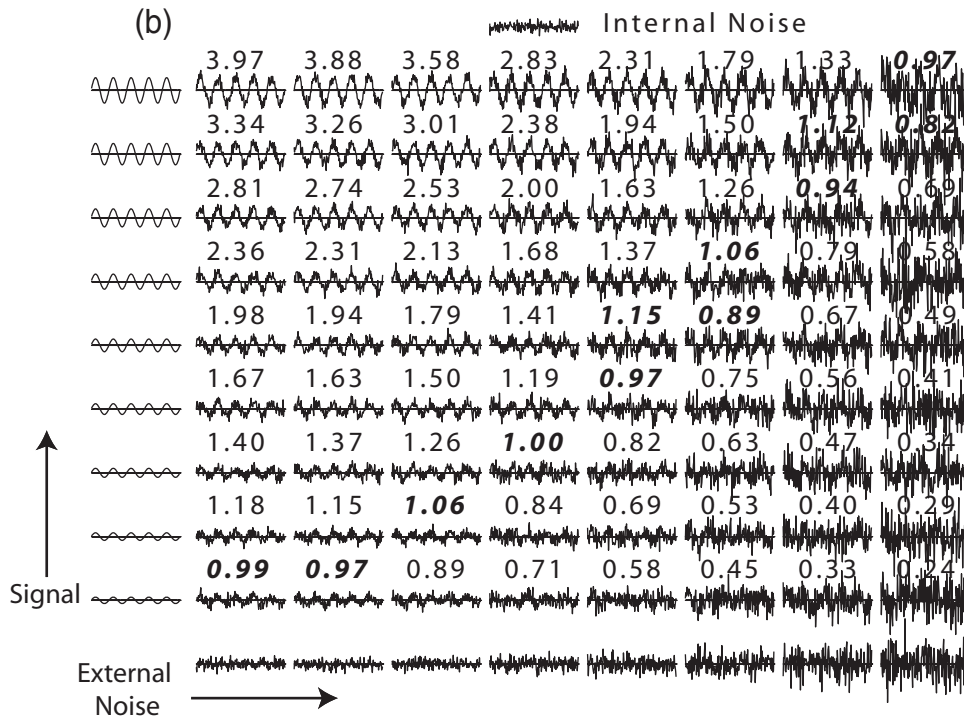 (b)
Internal Noise
3.97 3.88 3.58 2.83 2.31 1.79 1.33 0.97
3.34 3.26 3.01 2.38 1.94 1.50 1.12 0.82
2.81 2.74 2.53 2.00 1.63 1.26 0.94 0.69
2.36 2.31 2.13 1.68 1.37 1.06 0.79 0.58
1.98 1.94 1.79 1.41 1.15 0.89 0.67 0.49
1.67 1.63 1.50 1.19 0.97 0.75 0.56 0.41
1.40 1.37 1.26 1.00 0.82 0.63 0.47 0.34
1.18 1.15 1.06 0.84 0.69 0.53 0.40 0.29
0.99 0.97 0.89 0.71 0.58 0.45 0.33 0.24
Signal
External
Noise